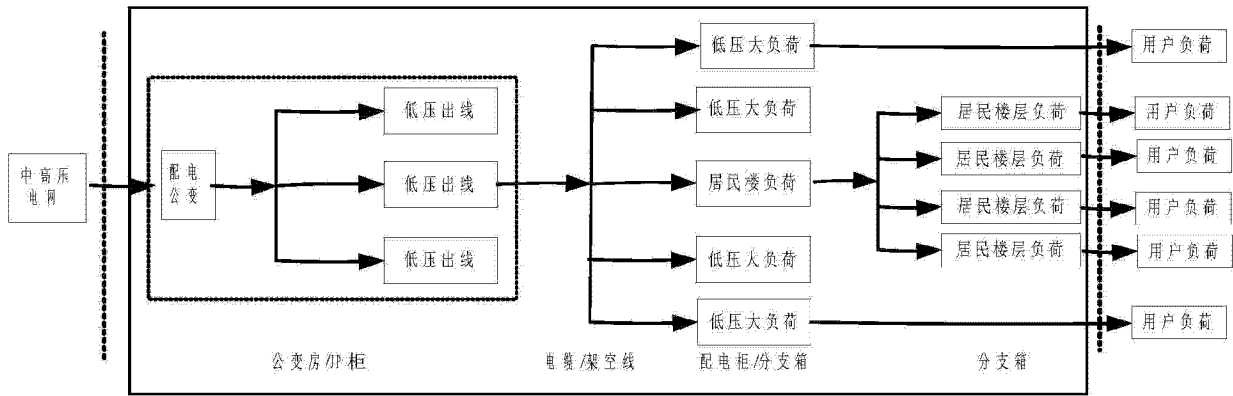 低压大负荷
用户负荷
低压出线
低压大负荷
居民楼层负荷
用户负荷
居民楼层负荷
用户负荷
中高压
电网
配电
公变
低压出线
居民楼负荷
居民楼层负荷
用户负荷
低压出线
低压大负荷
居民楼层负荷
用户负荷
低压大负荷
用户负荷
公变房/JP柜
电缆/架空线
配电柜/分支箱
分支箱